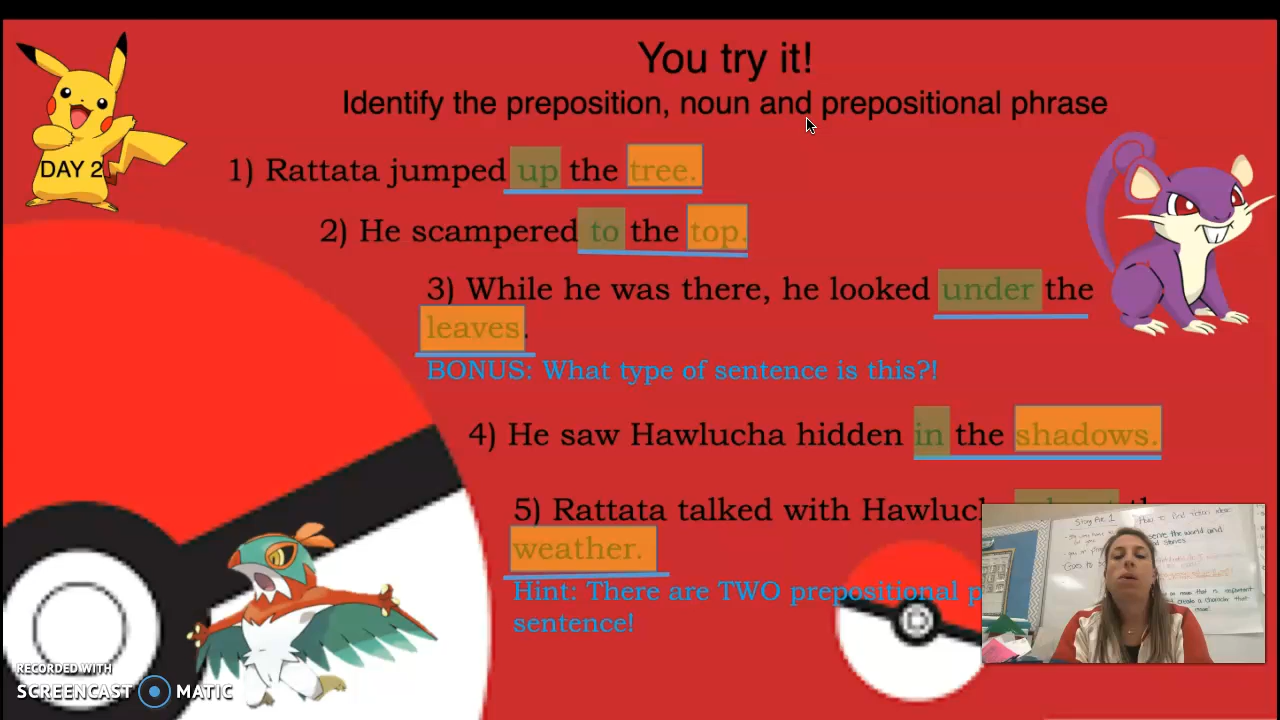 You try it!
Identify the preposition, noun and prepositional phrase
DAY 2
1) Rattata jumped up the tree.
2) He scampered to the top.
3) While he was there, he looked under the
leaves.
BONUS: What type of sentence is this?!
4) He saw Hawlucha hidden in the shadows.
5) Rattata talked with
weather.
Hint: There are TWO prepositional
sentence!
RECORDED WITH
SCREENCAST MATIC